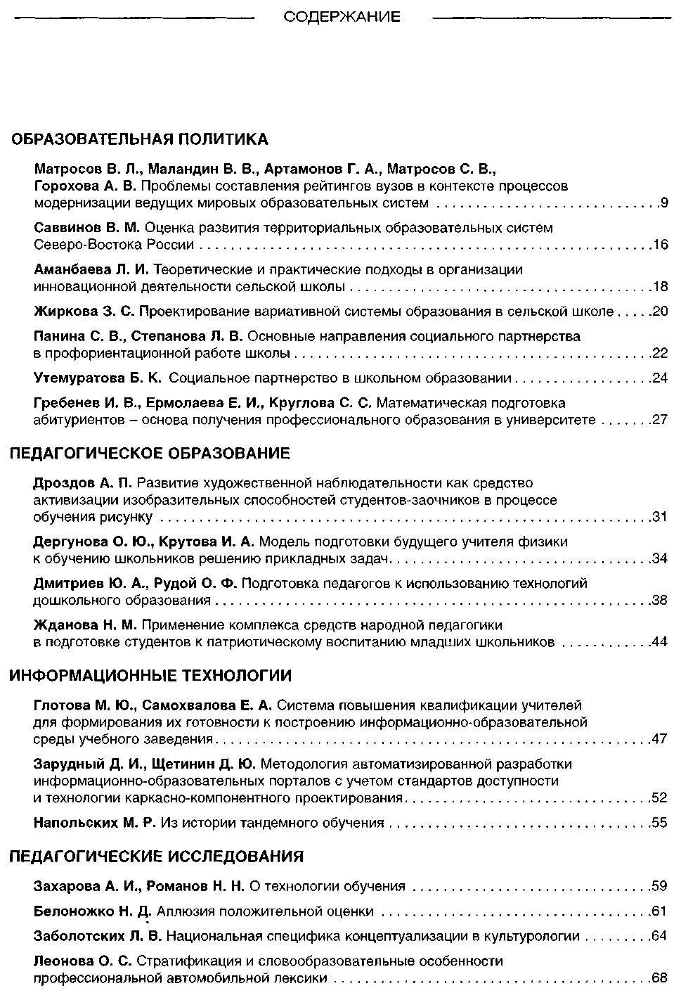 СОДЕРЖАНИЕ
ОБРАЗОВАТЕЛЬНАЯ ПОЛИТИКА
Матросов В. Л., Маландин В. В., Артамонов Г. А., Матросов С. В.,
Горохова А. В. Проблемы составления рейтингов вузов в контексте процессов
модернизации ведущих мировых образовательных систем . . . . . . . . . . . . . . . . . . . . . . . . . . . . .9
Саввинов В. М. Оценка развития территориальных образовательных систем
Северо-Востока России . . . . . . . . . . . . . . . . . . . . . . . . . . . . . . . . . . . . . . . . . . . . . . . . . . . . . . . . . . .16
Аманбаева Л. И. Теоретические и практические подходы в организации
инновационной деятельности сельской школы . . . . . . . . . . . . . . . . . . . . . . . . . . . . . . . . . . . . . . .18
Жиркова З. С. Проектирование вариативной системы образования в сельской школе . . . . .20
Панина С. В., Степанова Л. В. Основные направления социального партнерства
в профориентационной работе школы . . . . . . . . . . . . . . . . . . . . . . . . . . . . . . . . . . . . . . . . . . . . . . .22
Утемуратова Б. К. Социальное партнерство в школьном образовании . . . . . . . . . . . . . . . . . .24
Гребенев И. В., Ермолаева Е. И., Круглова С. С. Математическая подготовка
абитуриентов – основа получения профессионального образования в университете . . . . . . .27
ПЕДАГОГИЧЕСКОЕ ОБРАЗОВАНИЕ
Дроздов А. П. Развитие художественной наблюдательности как средство
активизации изобразительных способностей студентов-заочников в процессе
обучения рисунку . . . . . . . . . . . . . . . . . . . . . . . . . . . . . . . . . . . . . . . . . . . . . . . . . . . . . . . . . . . . . . . .31
Дергунова О. Ю., Крутова И. А. Модель подготовки будущего учителя физики
к обучению школьников решению прикладных задач. . . . . . . . . . . . . . . . . . . . . . . . . . . . . . . . . .34
Дмитриев Ю. А., Рудой О. Ф. Подготовка педагогов к использованию технологий
дошкольного образования . . . . . . . . . . . . . . . . . . . . . . . . . . . . . . . . . . . . . . . . . . . . . . . . . . . . . . . . .38
Жданова Н. М. Применение комплекса средств народной педагогики
в подготовке студентов к патриотическому воспитанию младших школьников . . . . . . . . . . . .44
ИНФОРМАЦИОННЫЕ ТЕХНОЛОГИИ
Глотова М. Ю., Самохвалова Е. А. Система повышения квалификации учителей
для формирования их готовности к построению информационно-образовательной
среды учебного заведения. . . . . . . . . . . . . . . . . . . . . . . . . . . . . . . . . . . . . . . . . . . . . . . . . . . . . . . . .47
Зарудный Д. И., Щетинин Д. Ю. Методология автоматизированной разработки
информационно-образовательных порталов с учетом стандартов доступности
и технологии каркасно-компонентного проектирования. . . . . . . . . . . . . . . . . . . . . . . . . . . . . . . .52
Напольских М. Р. Из истории тандемного обучения . . . . . . . . . . . . . . . . . . . . . . . . . . . . . . . . . .55
ПЕДАГОГИЧЕСКИЕ ИССЛЕДОВАНИЯ
Захарова А. И., Романов Н. Н. О технологии обучения . . . . . . . . . . . . . . . . . . . . . . . . . . . . . . .59
Белоножко Н. Д. Аллюзия положительной оценки . . . . . . . . . . . . . . . . . . . . . . . . . . . . . . . . . . .61
Заболотских Л. В. Национальная специфика концептуализации в культурологии . . . . . . . . .64
Леонова О. С. Стратификация и словообразовательные особенности
профессиональной автомобильной лексики . . . . . . . . . . . . . . . . . . . . . . . . . . . . . . . . . . . . . . . . .68